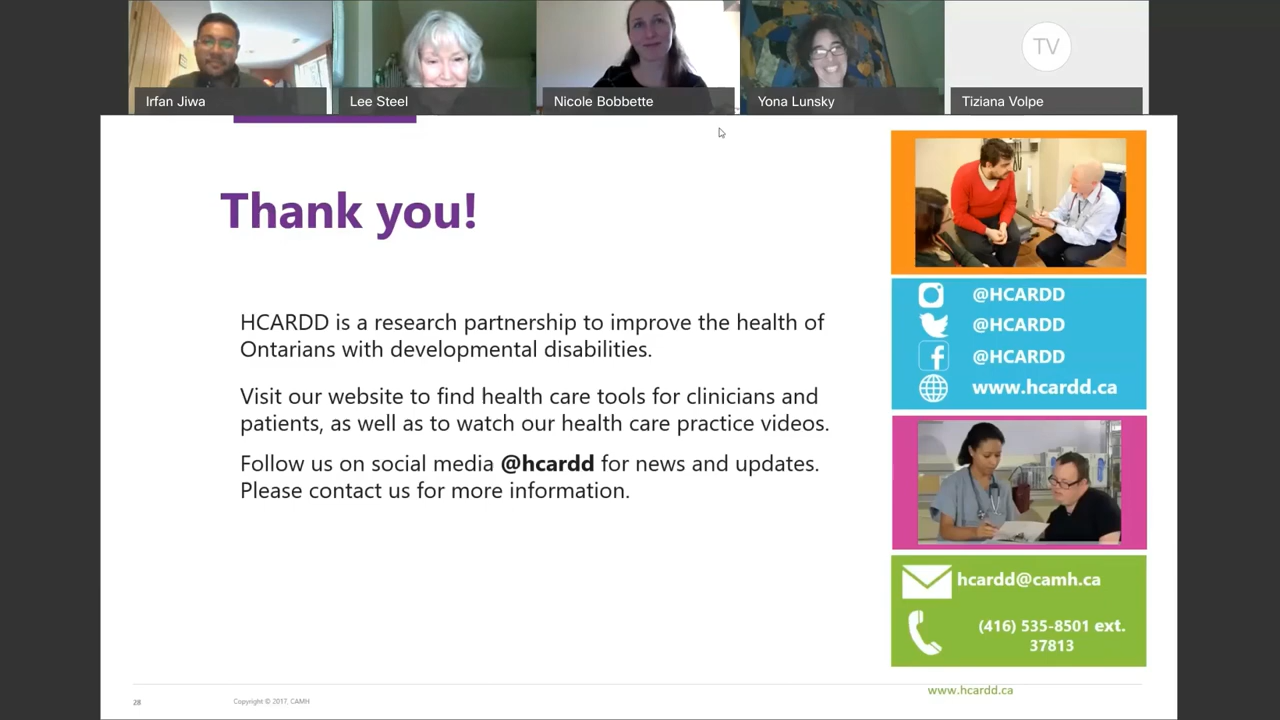 Irfan Jiwa
Lee Steel
Nicole Bobbette
Yona Lunsky
TV
Tiziana Volpe
Thank you!
HCARDD is a research partnership to improve the health of
Ontarians with developmental disabilities.
Visit our website to find health care tools for clinicians and
patients, as well as to watch our health care practice videos.
Follow us on social media @hcardd for news and updates.
Please contact us for more information.
@HCARDD
@HCARDD
@HCARDD
www.hcardd.ca
hcardd@camh.ca
(416) 535-8501 ext.
37813
28
Copyright © 2017, CAMH
www.hcardd.ca